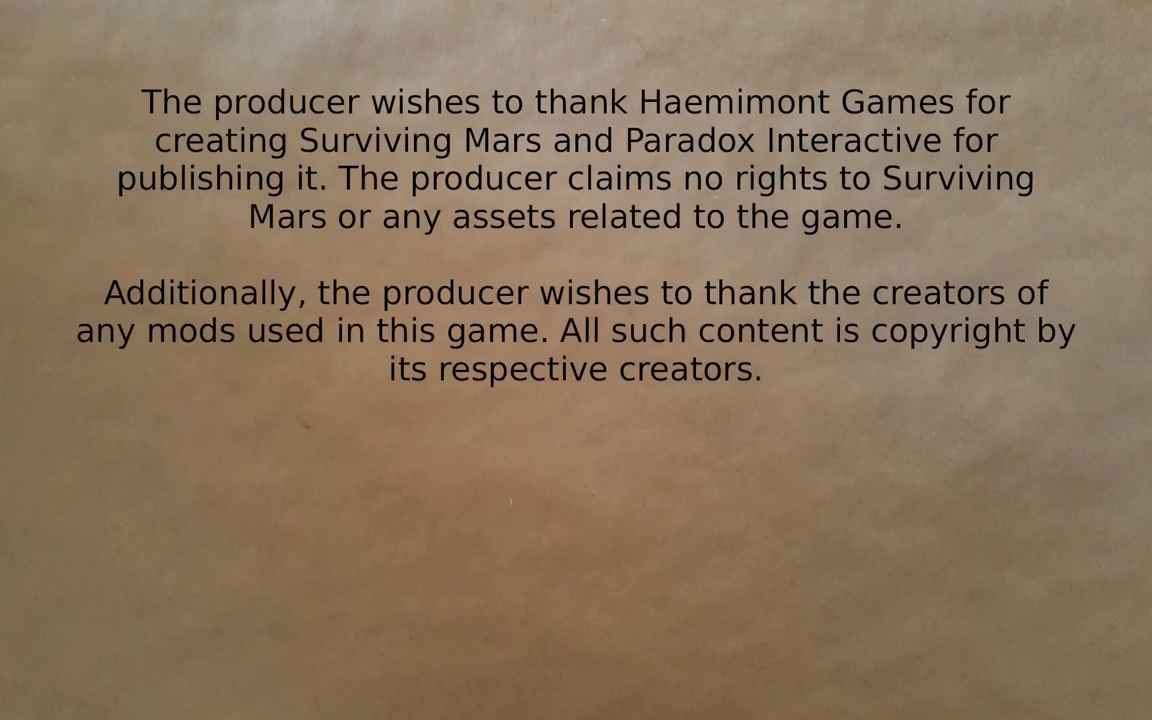 The producer wishes to thank Haemimont Games for
creating Surviving Mars and Paradox Interactive for
publishing it. The producer claims no rights to Surviving
Mars or any assets related to the game.
Additionally, the producer wishes to thank the creators of
any mods used in this game. All such content is copyright by
its respective creators.